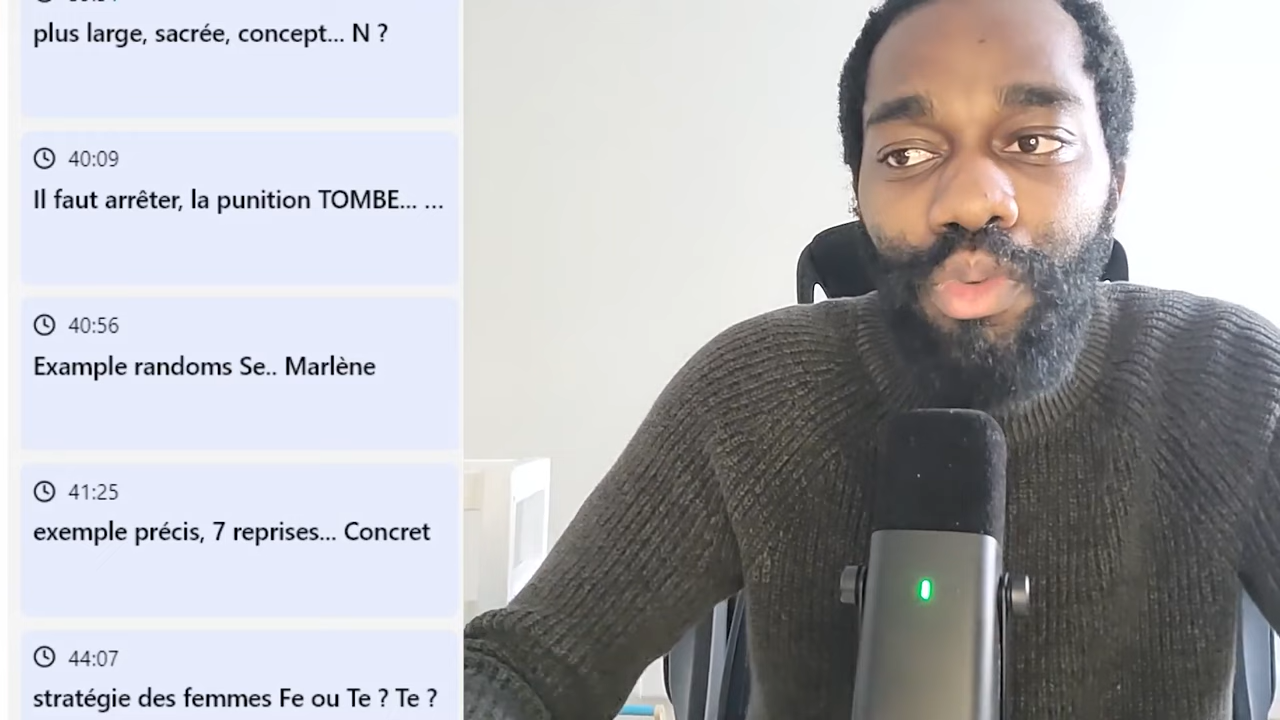 plus large, sacrée, concept... N ?
40:09
Il faut arrêter, la punition TOMBE... ...
40:56
Example randoms Se.. Marlène
41:25
exemple précis, 7 reprises... Concret
44:07
stratégie des femmes Fe ou Te ? Te ?